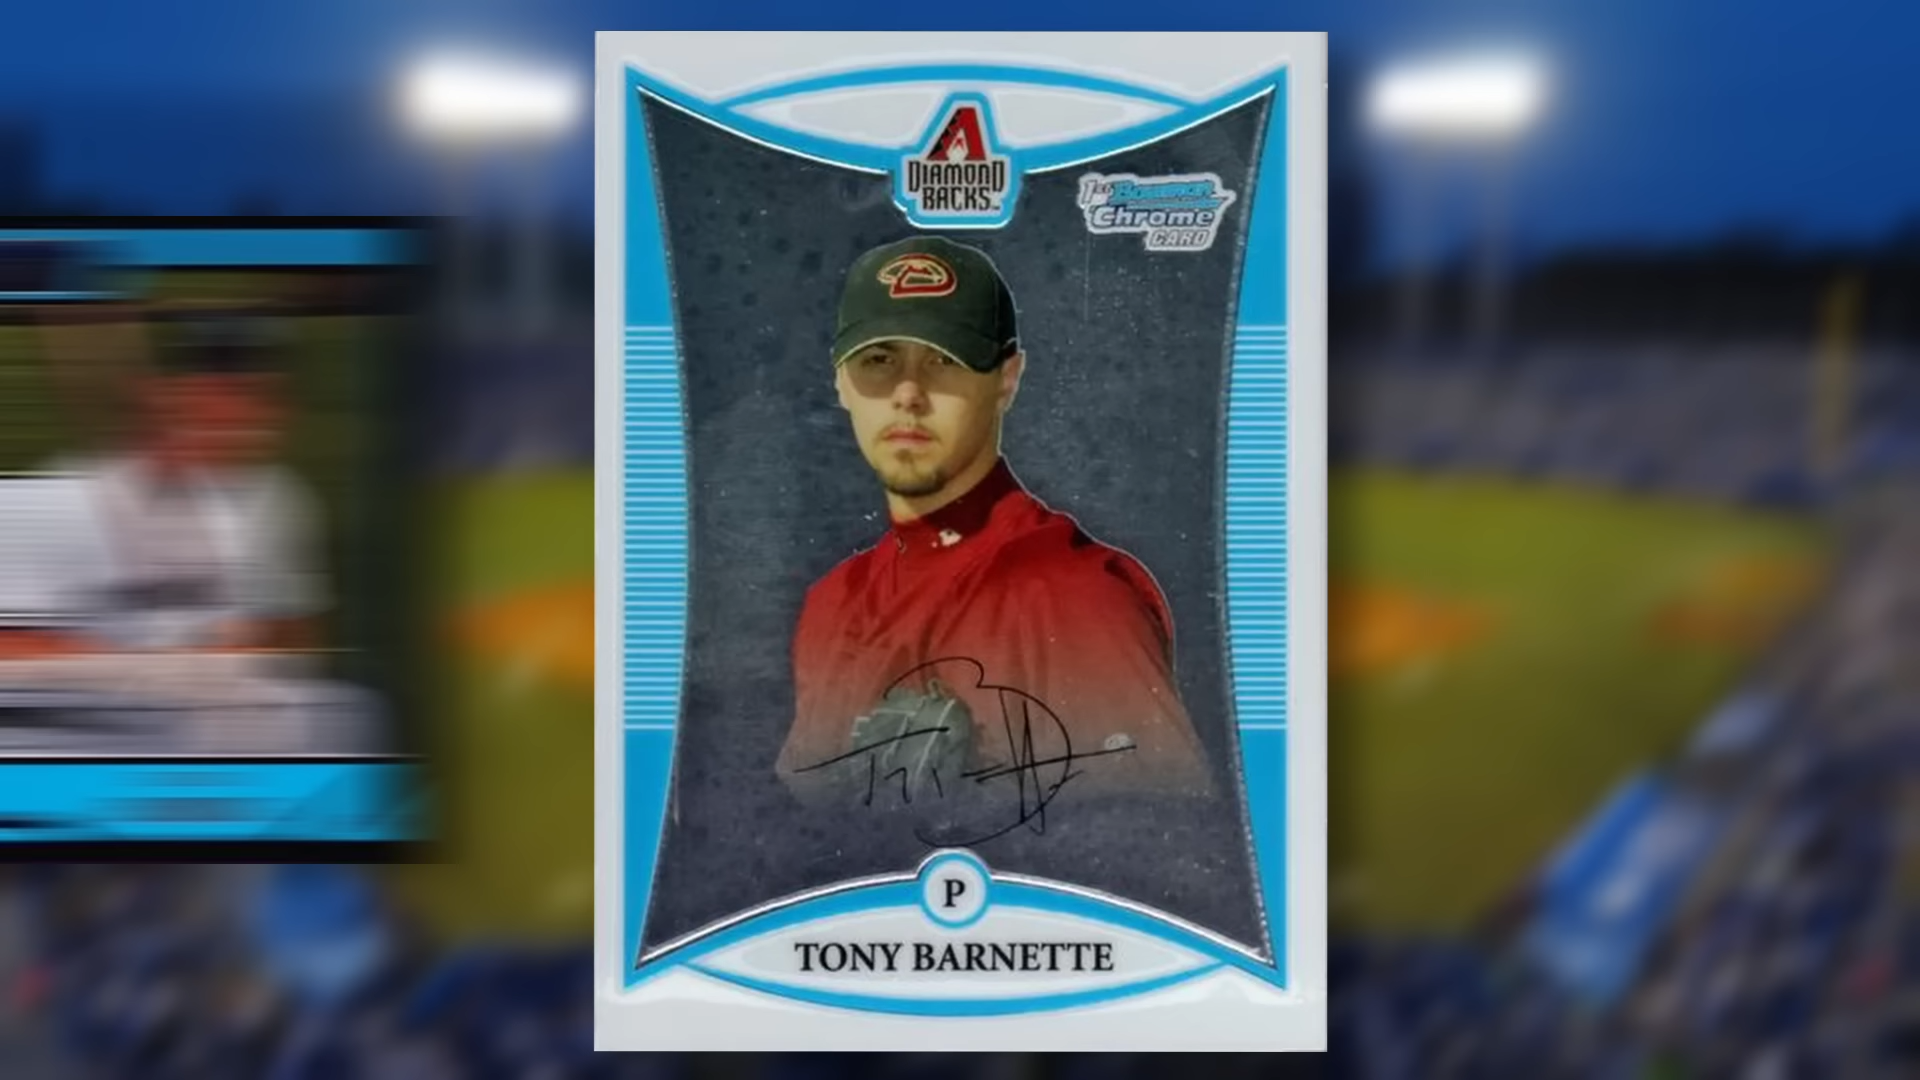 A
DIAMOND
BACKS
1st Bowman
Chrome
CARD
P
TONY BARNETTE